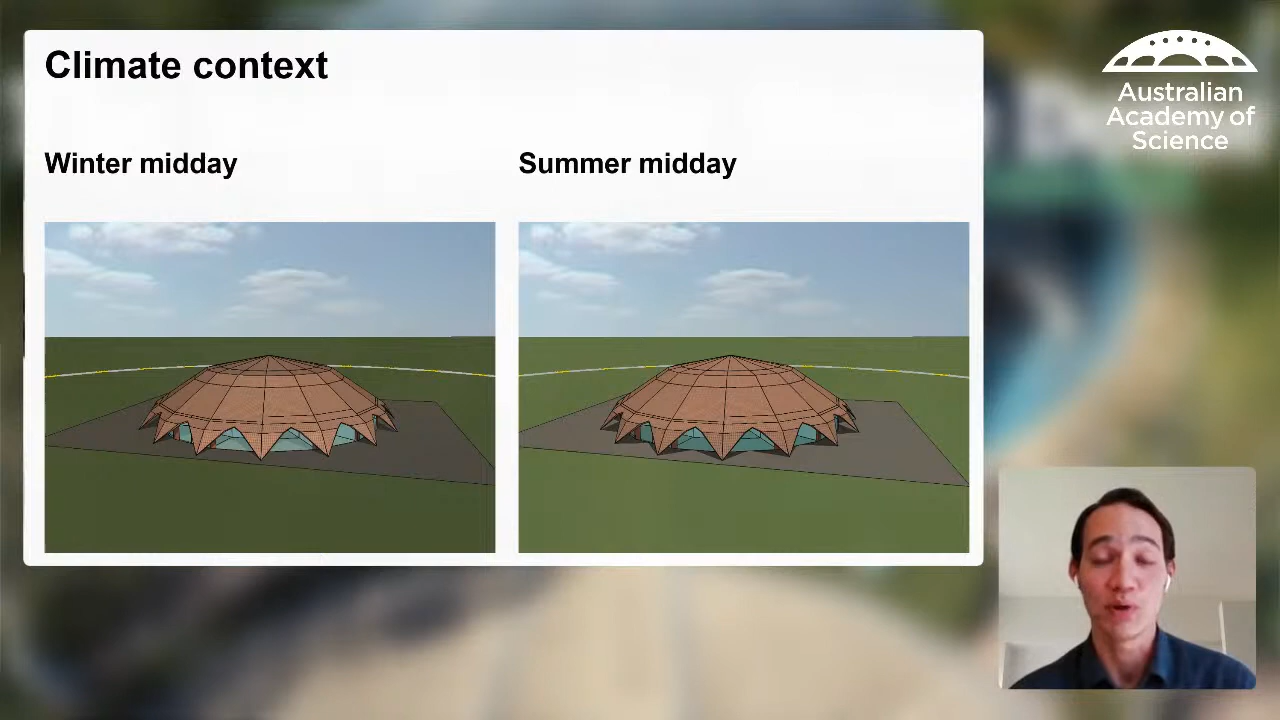 Climate context
Winter midday
Summer midday
Australian
Academy of
Science